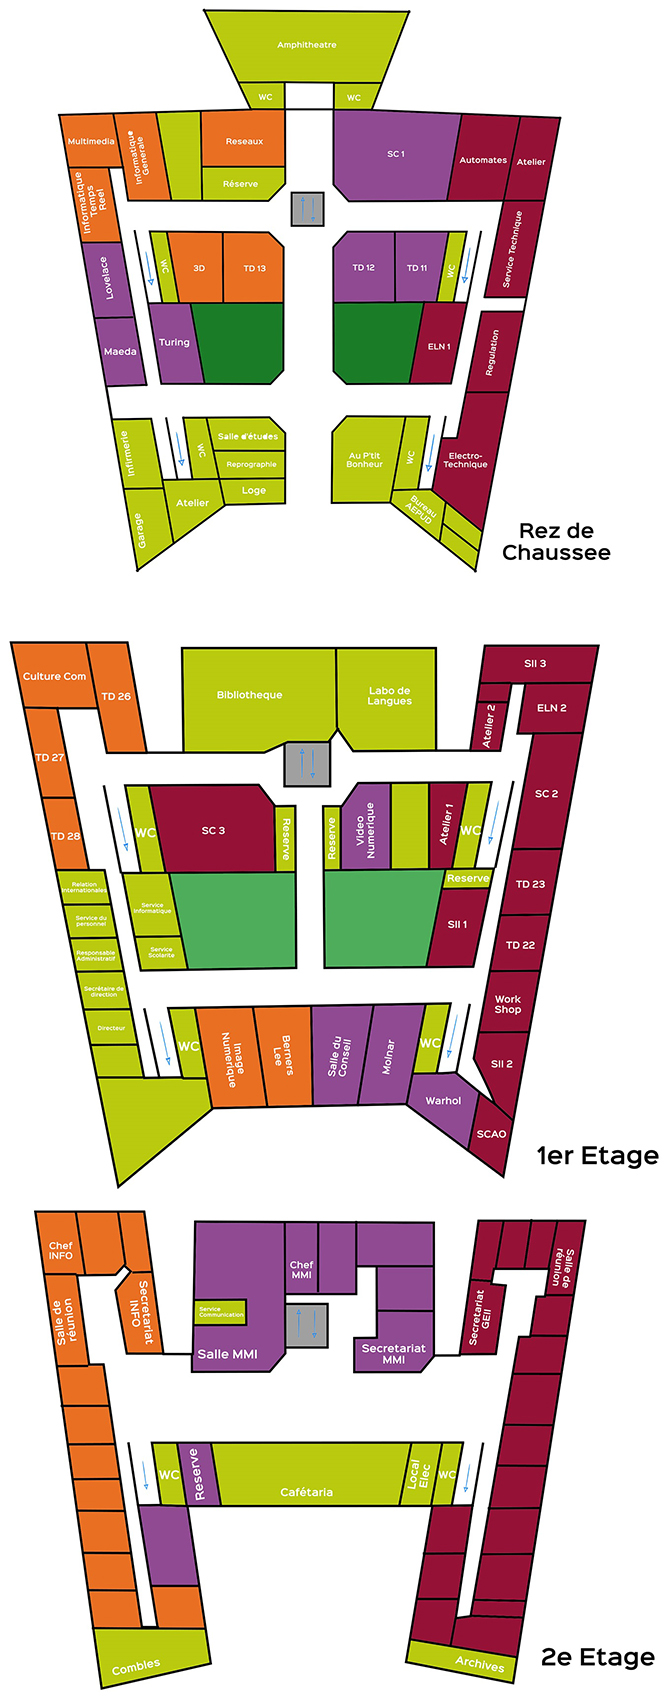 Amphitheatre
WC
WC
Multimedia
Informatique
Generale
Reseaux
Réserve
SC 1
Automates
Atelier
Informatique
Temps
Reel
Service Technique
Lovelace
WC
3D
TD 13
TD 12
TD 11
WC
Maeda
Turing
ELN 1
Regulation
Infirmerie
WC
Salle d'études
Reprographie
Loge
Au P'tit
Bonheur
WC
Electro-
Technique
Garage
Atelier
Bureau
AEPUD
Rez de
Chaussee
Culture Com
TD 26
Bibliotheque
Labo de
Langues
SII 3
Atelier 2
ELN 2
TD 27
TD 28
WC
SC 3
Reserve
Reserve
Video
Numerique
Atelier 1
WC
SC 2
Relation
Internationales
Service du
personnel
Responsable
Administratif
Secrétaire de
direction
Directeur
Service
Informatique
Service
Scolarite
Reserve
SII 1
TD 23
TD 22
Work
Shop
SII 2
WC
Image
Numerique
Berners
Lee
Salle du
Conseil
Molnar
WC
Warhol
SCAO
1er Etage
Chef
INFO
Salle de
réunion
Secretariat
INFO
Chef
MMI
Service
Communication
Salle MMI
Secretariat
MMI
Secretariat
GEII
Salle de
réunion
WC
Reserve
Cafétaria
Local
Elec
WC
Combles
Archives
2e Etage